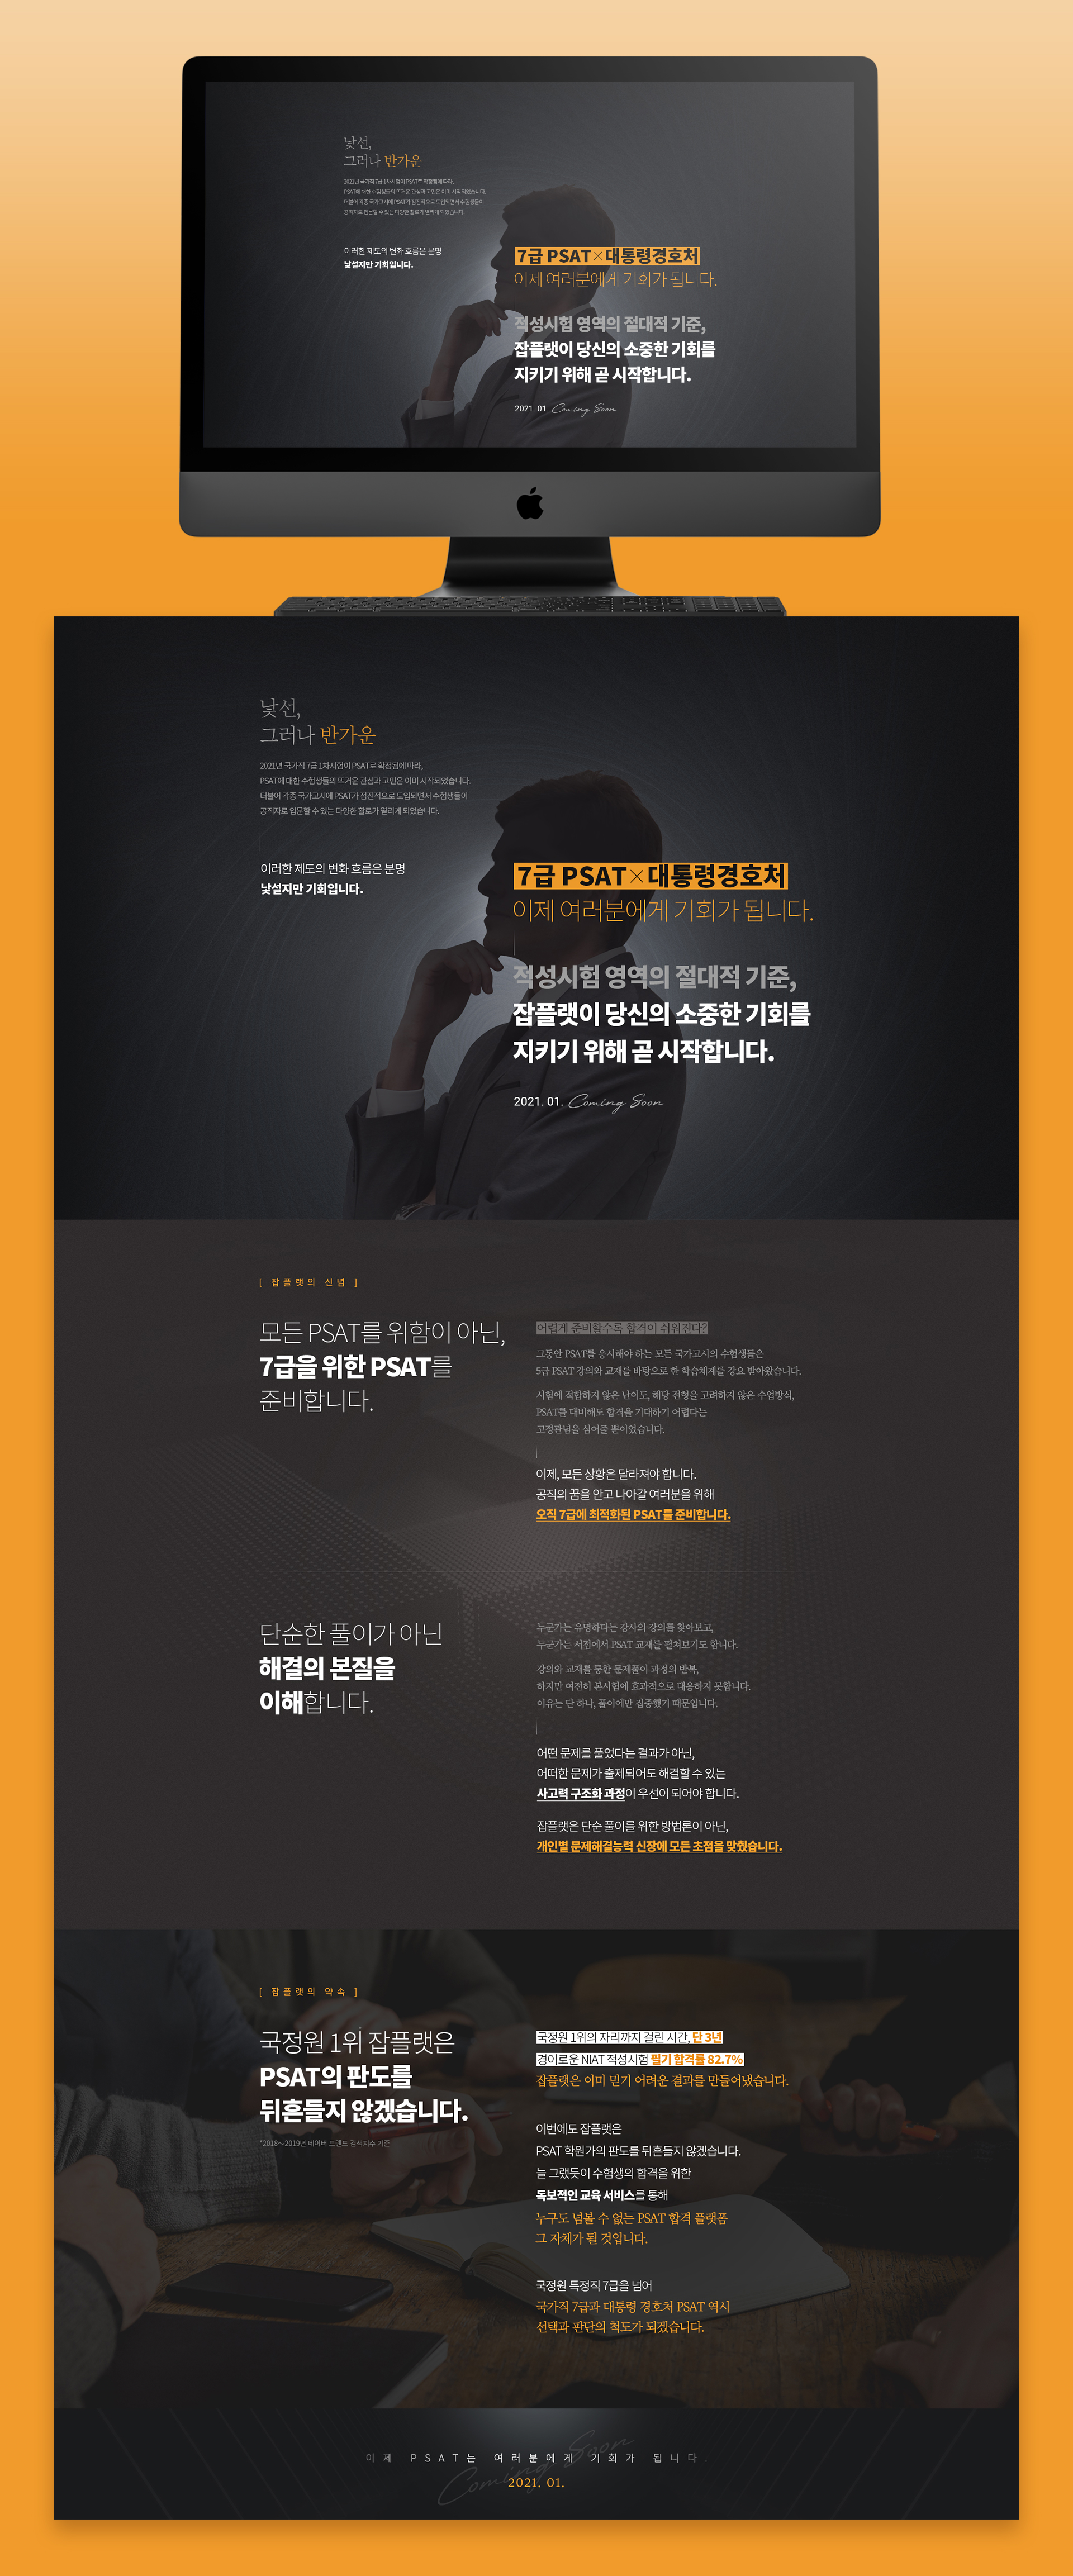 낯선,
그러나 반가운
2021년 국가직 7급 1차시험이 PSAT로 확정됨에 따라,
PSAT에 대한 수험생들의 뜨거운 관심과 고민은 이미 시작되었습니다.
더불어 각종 국가고시에 PSAT가 점진적으로 도입되면서 수험생들이
공직자로 입문할 수 있는 다양한 활로가 열리게 되었습니다.
이러한 제도의 변화 흐름은 분명
낯설지만 기회입니다.
7급 PSAT×대통령경호처
이제 여러분에게 기회가 됩니다.
적성시험 영역의 절대적 기준,
잡플랫이 당신의 소중한 기회를
지키기 위해 곧 시작합니다.
2021. 01. Coming Soon
낯선,
그러나 반가운
2021년 국가직 7급 1차시험이 PSAT로 확정됨에 따라,
PSAT에 대한 수험생들의 뜨거운 관심과 고민은 이미 시작되었습니다.
더불어 각종 국가고시에 PSAT가 점진적으로 도입되면서 수험생들이
공직자로 입문할 수 있는 다양한 활로가 열리게 되었습니다.
이러한 제도의 변화 흐름은 분명
낯설지만 기회입니다.
7급 PSAT×대통령경호처
이제 여러분에게 기회가 됩니다.
적성시험 영역의 절대적 기준,
잡플랫이 당신의 소중한 기회를
지키기 위해 곧 시작합니다.
2021. 01. Coming Soon
[ 잡플랫의 신념 ]
모든 PSAT를 위함이 아닌,
7급을 위한 PSAT를
준비합니다.
어렵게 준비할수록 합격이 쉬워진다?
그동안 PSAT를 응시해야 하는 모든 국가고시의 수험생들은
5급 PSAT 강의와 교재를 바탕으로 한 학습체계를 강요 받아왔습니다.
시험에 적합하지 않은 난이도, 해당 전형을 고려하지 않은 수업방식,
PSAT를 대비해도 합격을 기대하기 어렵다는
고정관념을 심어줄 뿐이었습니다.
이제, 모든 상황은 달라져야 합니다.
공직의 꿈을 안고 나아갈 여러분을 위해
오직 7급에 최적화된 PSAT를 준비합니다.
단순한 풀이가 아닌
해결의 본질을
이해합니다.
누군가는 유명하다는 강사의 강의를 찾아보고,
누군가는 서점에서 PSAT 교재를 펼쳐보기도 합니다.
강의와 교재를 통한 문제풀이 과정의 반복,
하지만 여전히 본시험에 효과적으로 대응하지 못합니다.
이유는 단 하나, 풀이에만 집중했기 때문입니다.
어떤 문제를 풀었다는 결과가 아닌,
어떠한 문제가 출제되어도 해결할 수 있는
사고력 구조화 과정이 우선이 되어야 합니다.
잡플랫은 단순 풀이를 위한 방법론이 아닌,
개인별 문제해결능력 신장에 모든 초점을 맞췄습니다.
[ 잡플랫의 약속 ]
국정원 1위 잡플랫은
PSAT의 판도를
뒤흔들지 않겠습니다.
*2018~2019년 네이버 트렌드 검색지수 기준
국정원 1위의 자리까지 걸린 시간, 단 3년
경이로운 NIAT 적성시험 필기 합격률 82.7%
잡플랫은 이미 믿기 어려운 결과를 만들어냈습니다.
이번에도 잡플랫은
PSAT 학원가의 판도를 뒤흔들지 않겠습니다.
늘 그랬듯이 수험생의 합격을 위한
독보적인 교육 서비스를 통해
누구도 넘볼 수 없는 PSAT 합격 플랫폼
그 자체가 될 것입니다.
국정원 특정직 7급을 넘어
국가직 7급과 대통령 경호처 PSAT 역시
선택과 판단의 척도가 되겠습니다.
Coming Soon
이제 PSAT는 여러분에게 기회가 됩니다.
2021. 01.